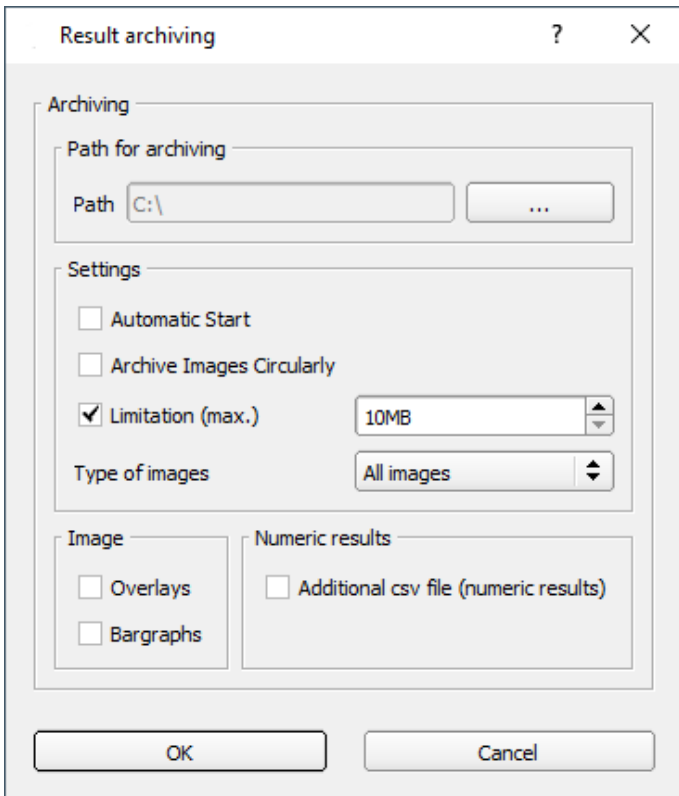 Result archiving ?
Archiving
Path for archiving
Path C:\ ...
Settings
Automatic Start
Archive Images Circularly
Limitation (max.) 10MB
Type of images All images
Image Numeric results
Overlays Additional csv file (numeric results)
Bargraphs
OK Cancel